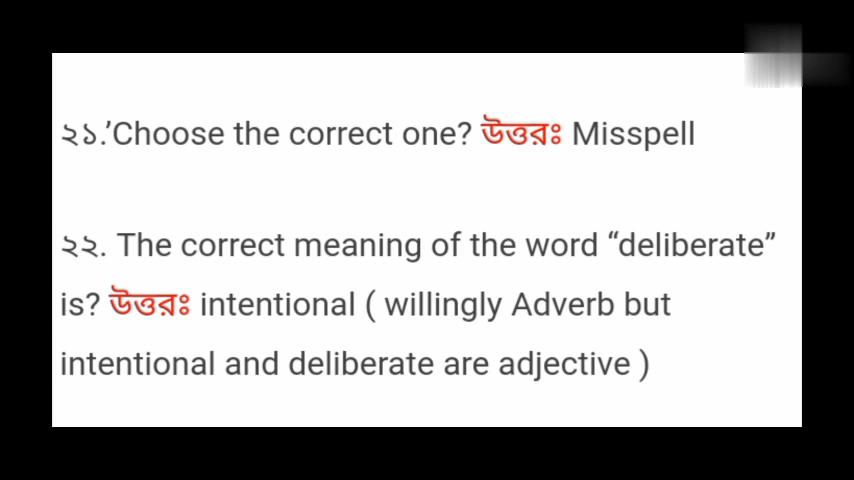 ২১.’Choose the correct one? উত্তরঃ Misspell
২২. The correct meaning of the word “deliberate”
is? উত্তরঃ intentional ( willingly Adverb but
intentional and deliberate are adjective )